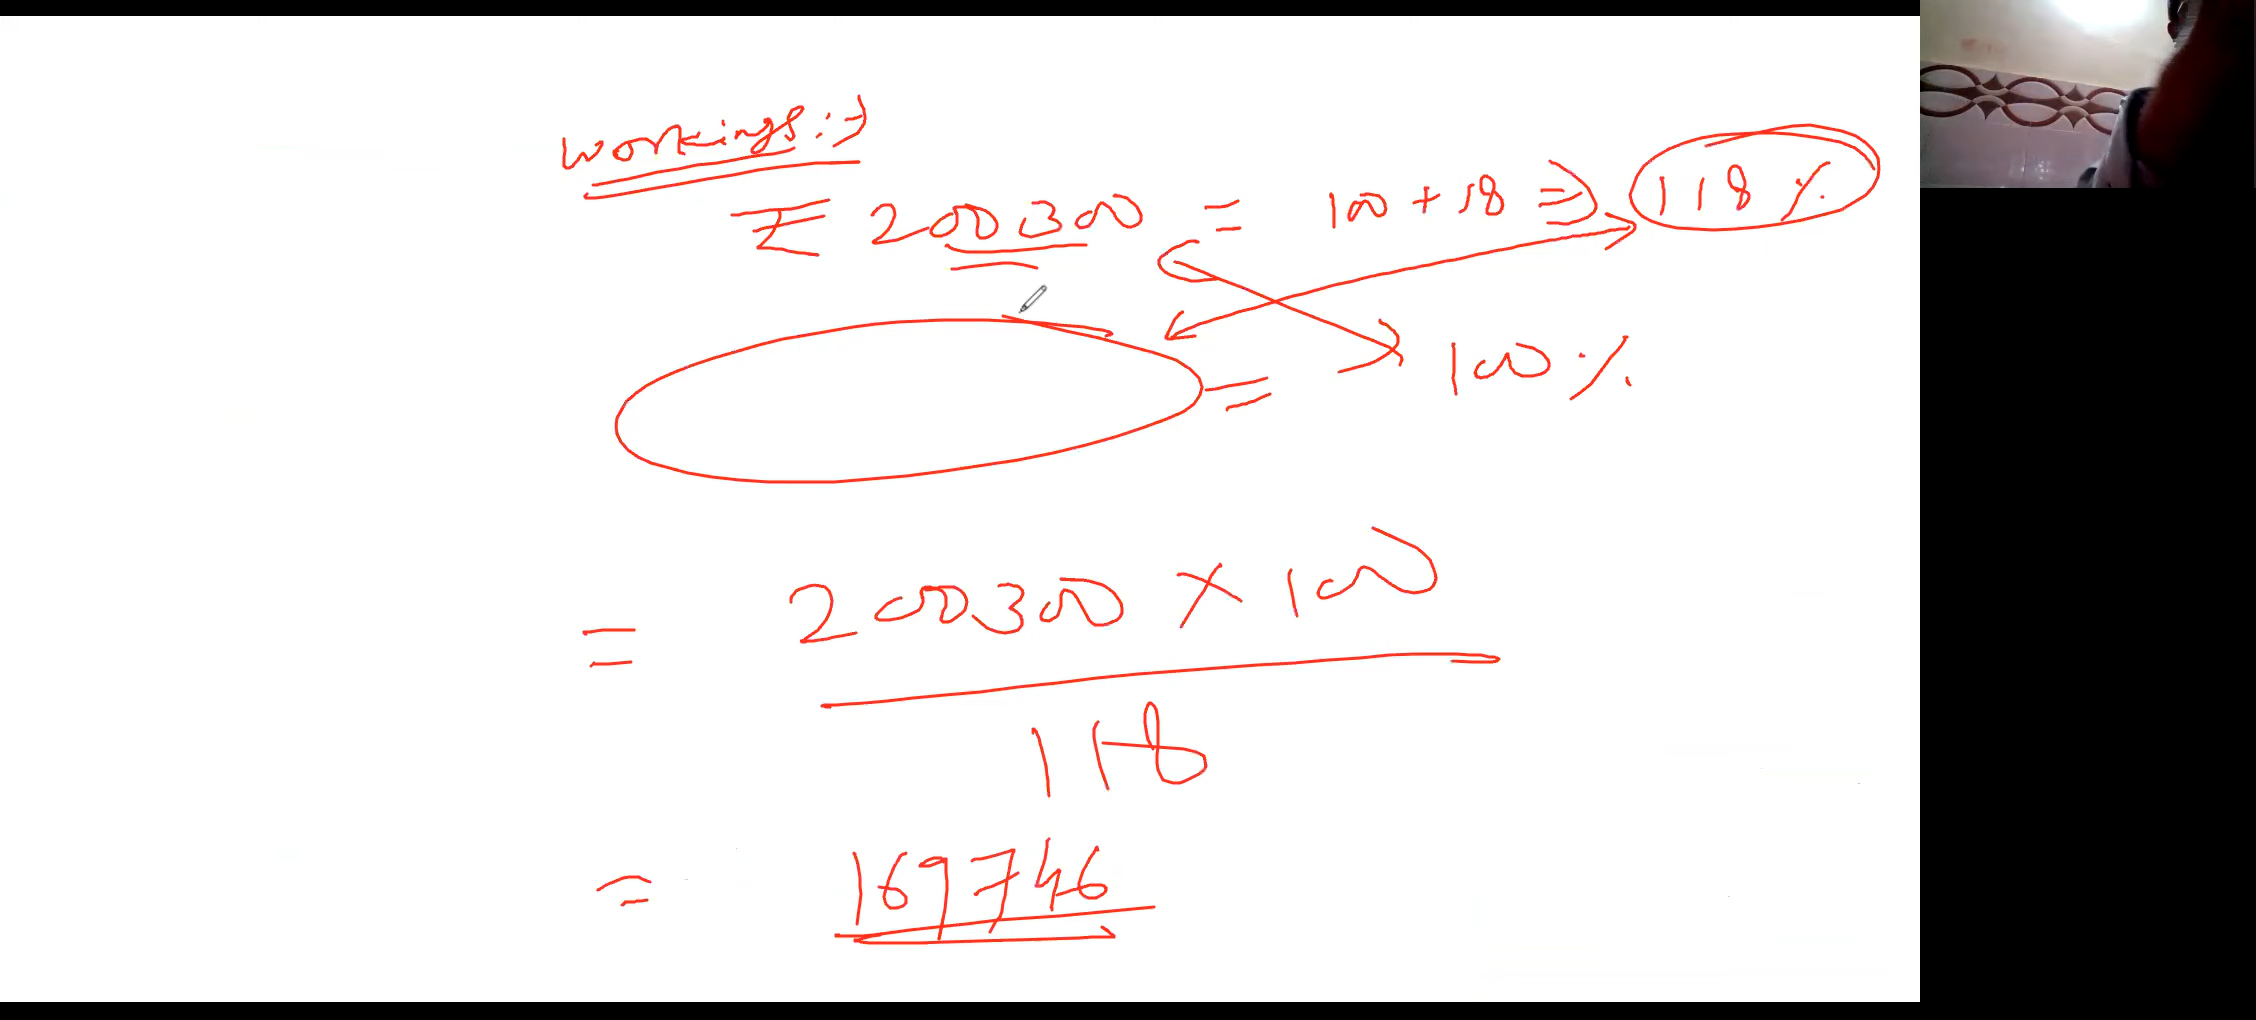 workings :-
₹ 200300 = 100 + 18 ⇒ 118 %
= 100 %
= 200300 × 100
118
= 169746